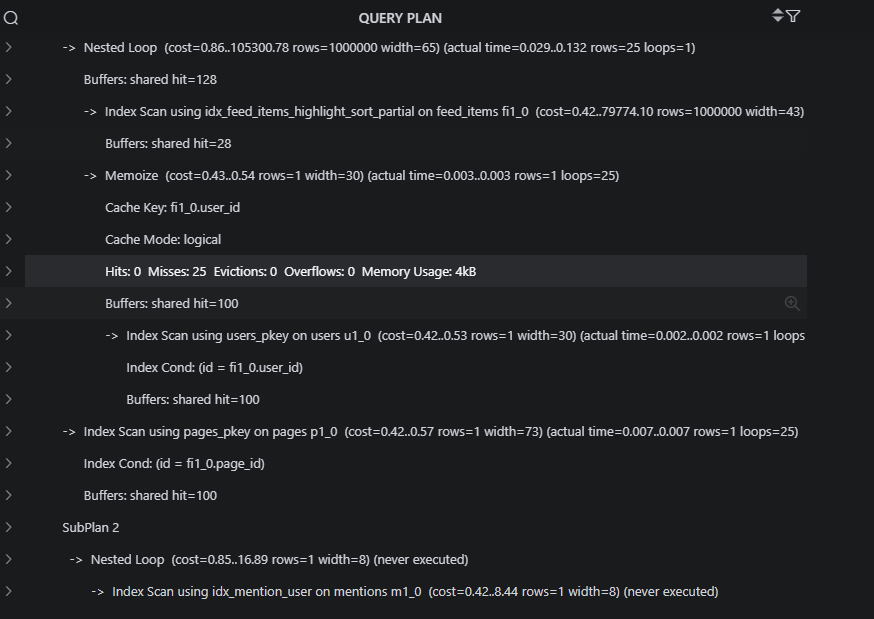 QUERY PLAN
-> Nested Loop (cost=0.86..105300.78 rows=1000000 width=65) (actual time=0.029..0.132 rows=25 loops=1)
Buffers: shared hit=128
-> Index Scan using idx_feed_items_highlight_sort_partial on feed_items fi1_0 (cost=0.42..79774.10 rows=1000000 width=43)
Buffers: shared hit=28
-> Memoize (cost=0.43..0.54 rows=1 width=30) (actual time=0.003..0.003 rows=1 loops=25)
Cache Key: fi1_0.user_id
Cache Mode: logical
Hits: 0 Misses: 25 Evictions: 0 Overflows: 0 Memory Usage: 4kB
Buffers: shared hit=100
-> Index Scan using users_pkey on users u1_0 (cost=0.42..0.53 rows=1 width=30) (actual time=0.002..0.002 rows=1 loops
Index Cond: (id = fi1_0.user_id)
Buffers: shared hit=100
-> Index Scan using pages_pkey on pages p1_0 (cost=0.42..0.57 rows=1 width=73) (actual time=0.007..0.007 rows=1 loops=25)
Index Cond: (id = fi1_0.page_id)
Buffers: shared hit=100
SubPlan 2
-> Nested Loop (cost=0.85..16.89 rows=1 width=8) (never executed)
-> Index Scan using idx_mention_user on mentions m1_0 (cost=0.42..8.44 rows=1 width=8) (never executed)